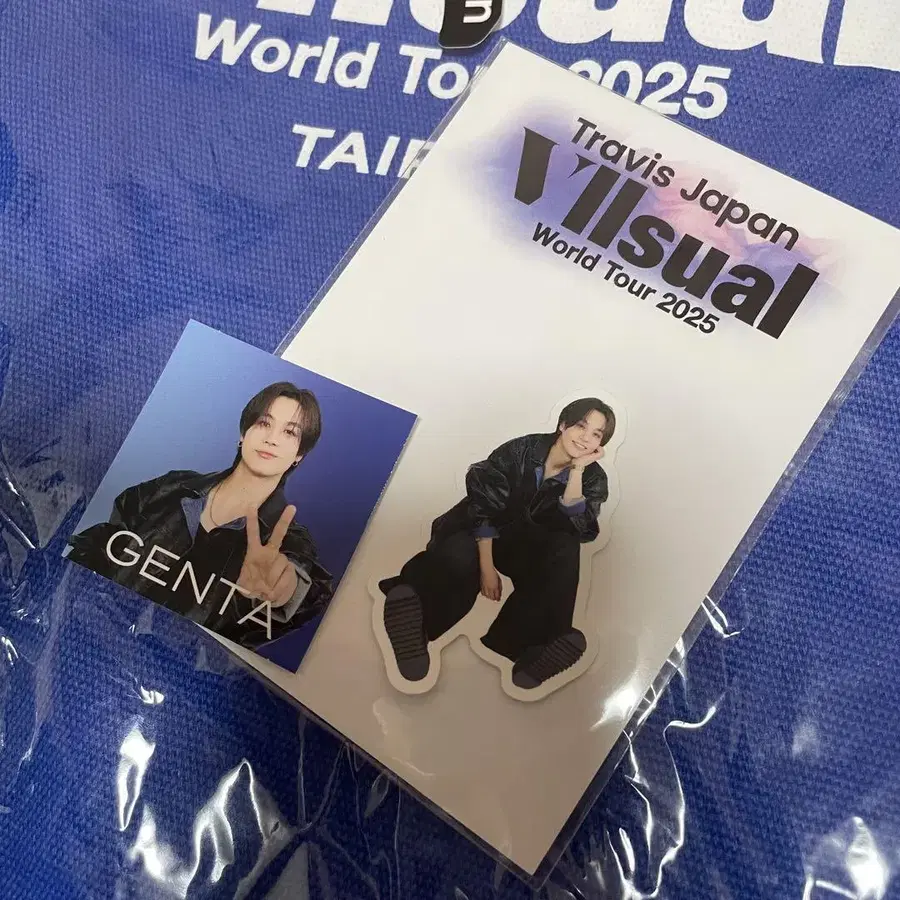 World Tour 2025
TAI
Travis Japan
VIIsual
World Tour 2025
GENTA